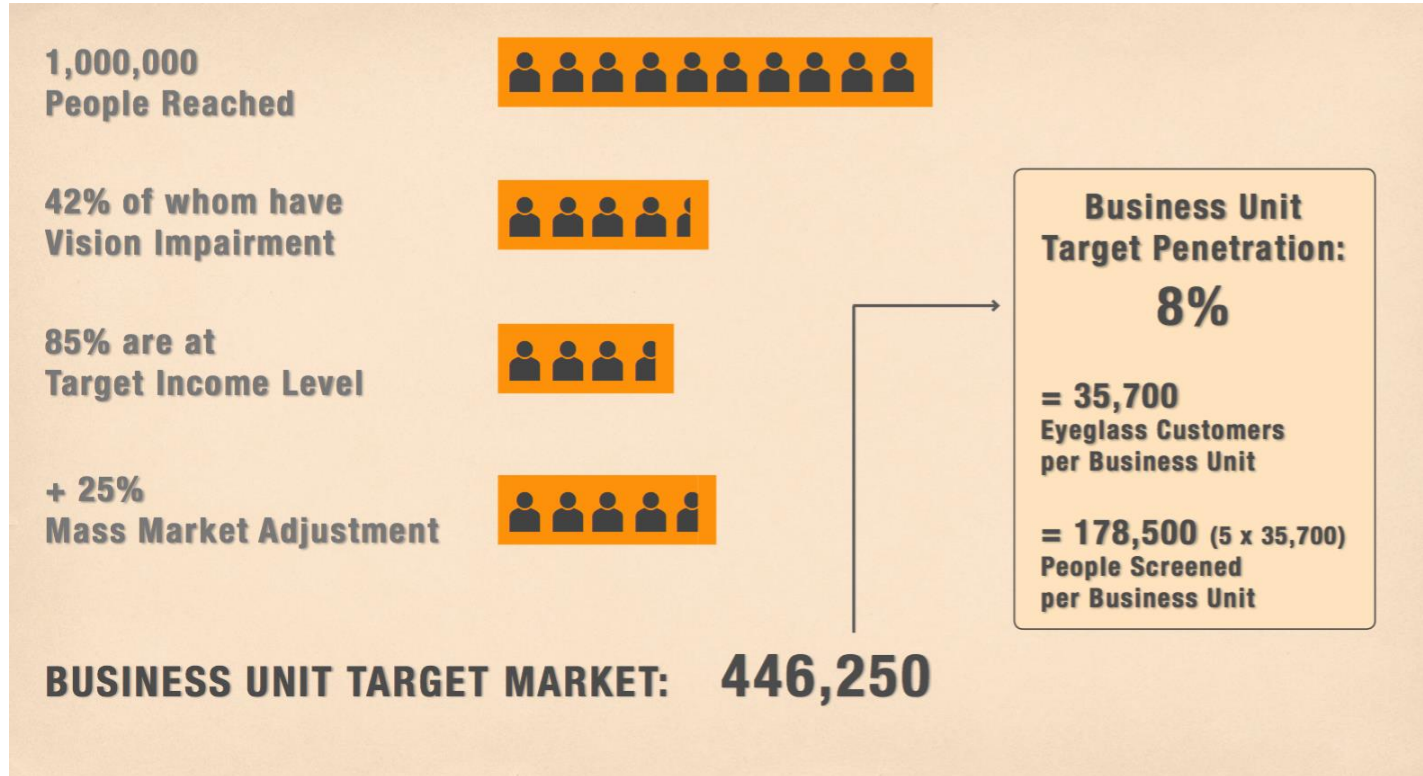 1,000,000
People Reached
42% of whom have
Vision Impairment
85% are at
Target Income Level
+ 25%
Mass Market Adjustment
BUSINESS UNIT TARGET MARKET: 446,250
Business Unit
Target Penetration:
8%
= 35,700
Eyeglass Customers
per Business Unit
= 178,500 (5 x 35,700)
People Screened
per Business Unit